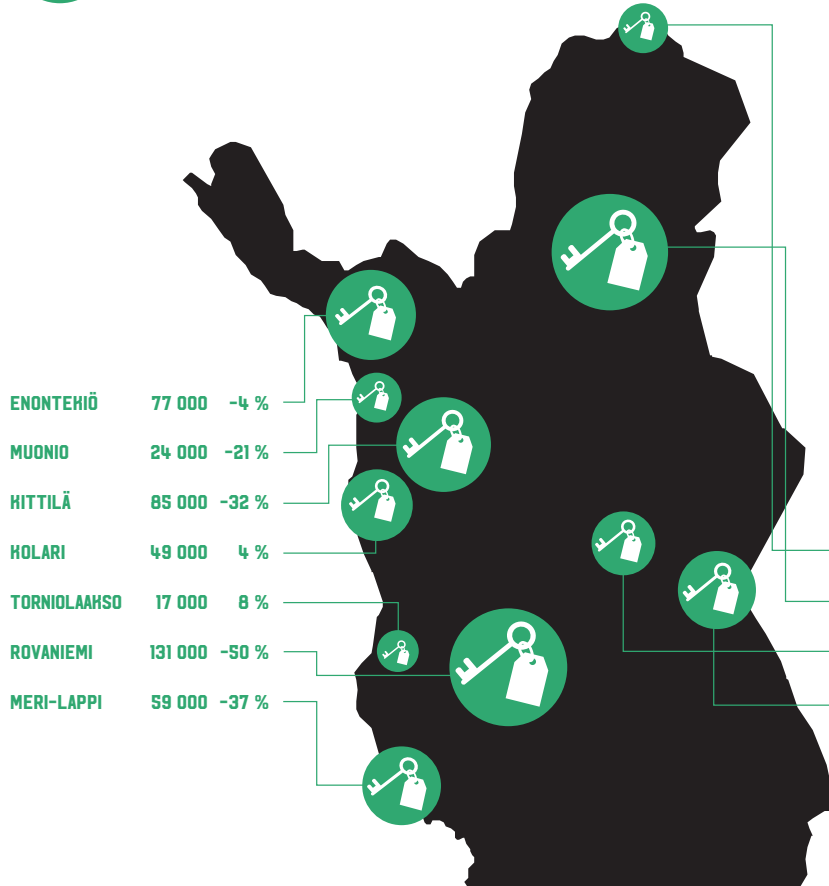 ENONTEKIÖ 77 000 -4 %
MUONIO 24 000 -21 %
KITTILÄ 85 000 -32 %
KOLARI 49 000 4 %
TORNIOLAAKSO 17 000 8 %
ROVANIEMI 131 000 -50 %
MERI-LAPPI 59 000 -37 %